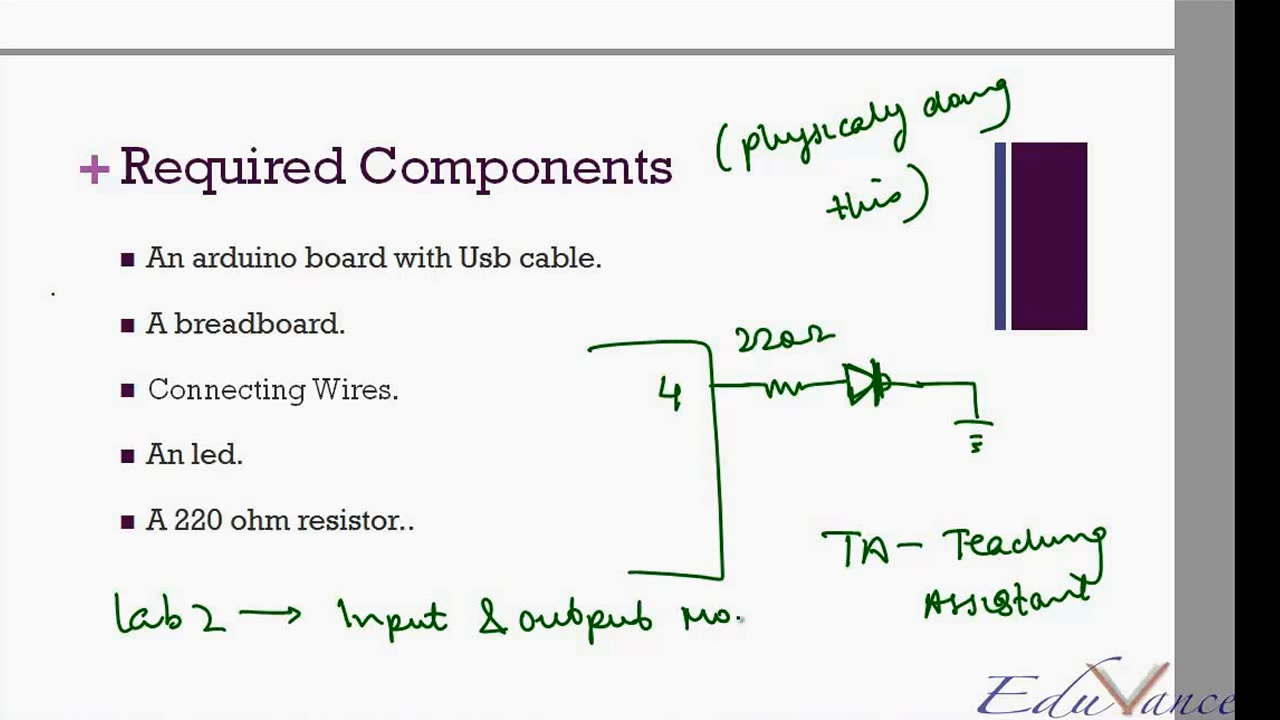 + Required Components
(physicaly doing
this)
An arduino board with Usb cable.
A breadboard.
Connecting Wires.
An led.
A 220 ohm resistor..
220Ω
4
TA - Teaching
Assistant
Lab 2 → Input & output Mo.
EduVance